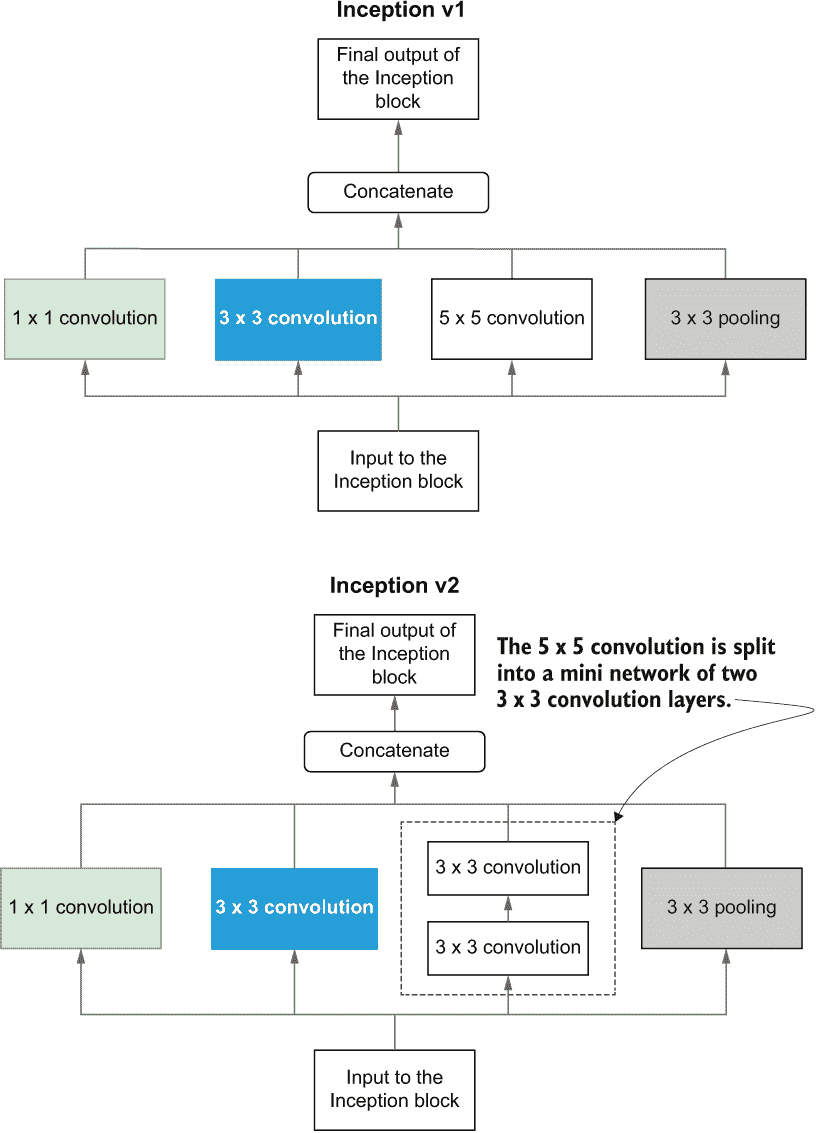 Inception v1
Final output of
the Inception
block
Concatenate
1 x 1 convolution
3 x 3 convolution
5 x 5 convolution
3 x 3 pooling
Input to the
Inception block
Inception v2
Final output of
the Inception
block
The 5 x 5 convolution is split
into a mini network of two
3 x 3 convolution layers.
Concatenate
3 x 3 convolution
1 x 1 convolution
3 x 3 convolution
3 x 3 pooling
3 x 3 convolution
Input to the
Inception block